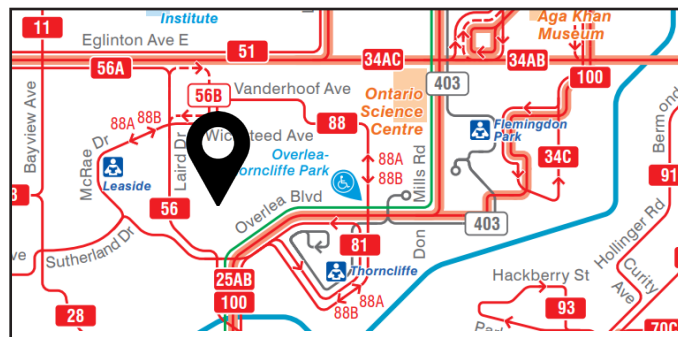 Institute
Aga Khan
Museum
11
Eglinton Ave E
51
34AC
34AB
56A
403
100
Bayview Ave
56B
Vanderhoof Ave
Ontario
Science
Centre
88A
88B
88
Flemingdon
Park
McRae Dr
Laird Dr
Wicksteed Ave
Overlea-
Thorncliffe Park
88A
88B
Mills Rd
34C
Bermond
91
Leaside
56
Overlea Blvd
403
Hollinger Rd
Sutherland Dr
81
Don
Curity
Ave
25AB
Thorncliffe
Hackberry St
100
88A
88B
93
28
70C